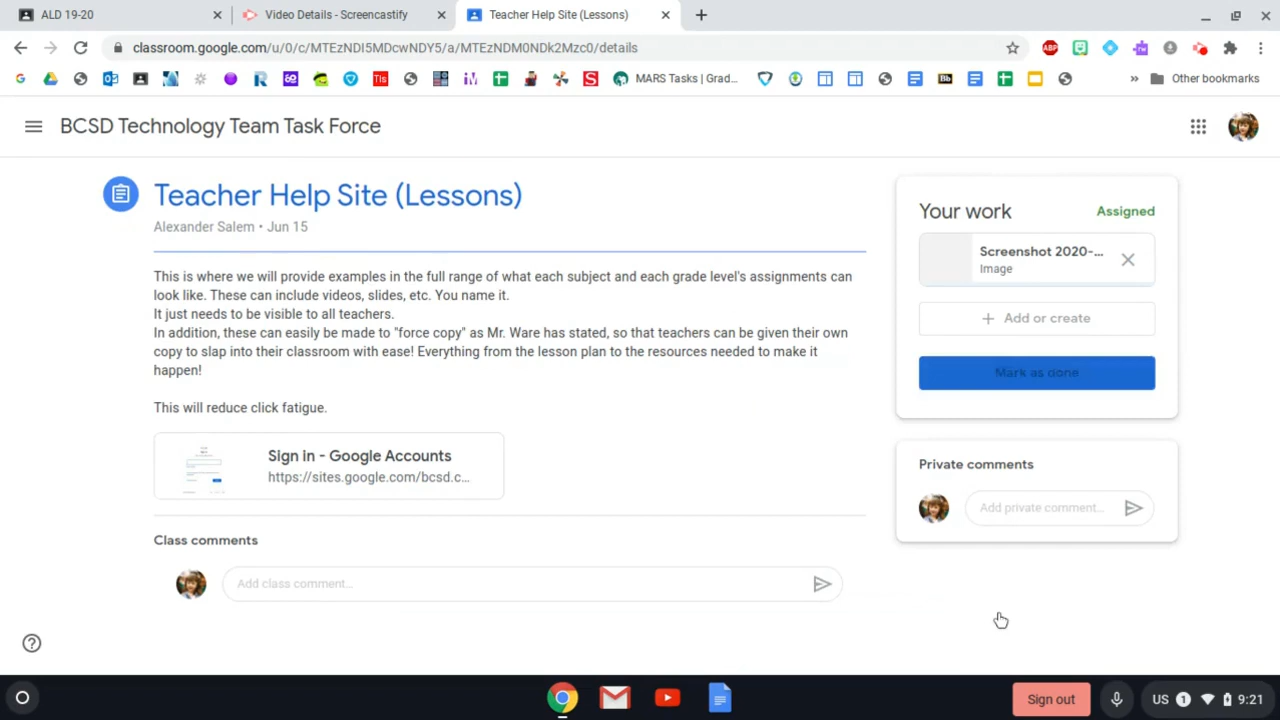 ALD 19-20
Video Details - Screencastify
Teacher Help Site (Lessons)
classroom.google.com/u/0/c/MTEzNDI5MDcwNDY5/a/MTEzNDM0NDk2Mzc0/details
ABP
MARS Tasks | Grad...
Other bookmarks
BCSD Technology Team Task Force
Teacher Help Site (Lessons)
Alexander Salem • Jun 15
This is where we will provide examples in the full range of what each subject and each grade level's assignments can
look like. These can include videos, slides, etc. You name it.
It just needs to be visible to all teachers.
In addition, these can easily be made to "force copy" as Mr. Ware has stated, so that teachers can be given their own
copy to slap into their classroom with ease! Everything from the lesson plan to the resources needed to make it
happen!
This will reduce click fatigue.
Sign in - Google Accounts
https://sites.google.com/bcsd.c...
Class comments
Add class comment...
Your work
Assigned
Screenshot 2020-...
Image
Add or create
Mark as done
Private comments
Add private comment...
Sign out
US
1
9:21